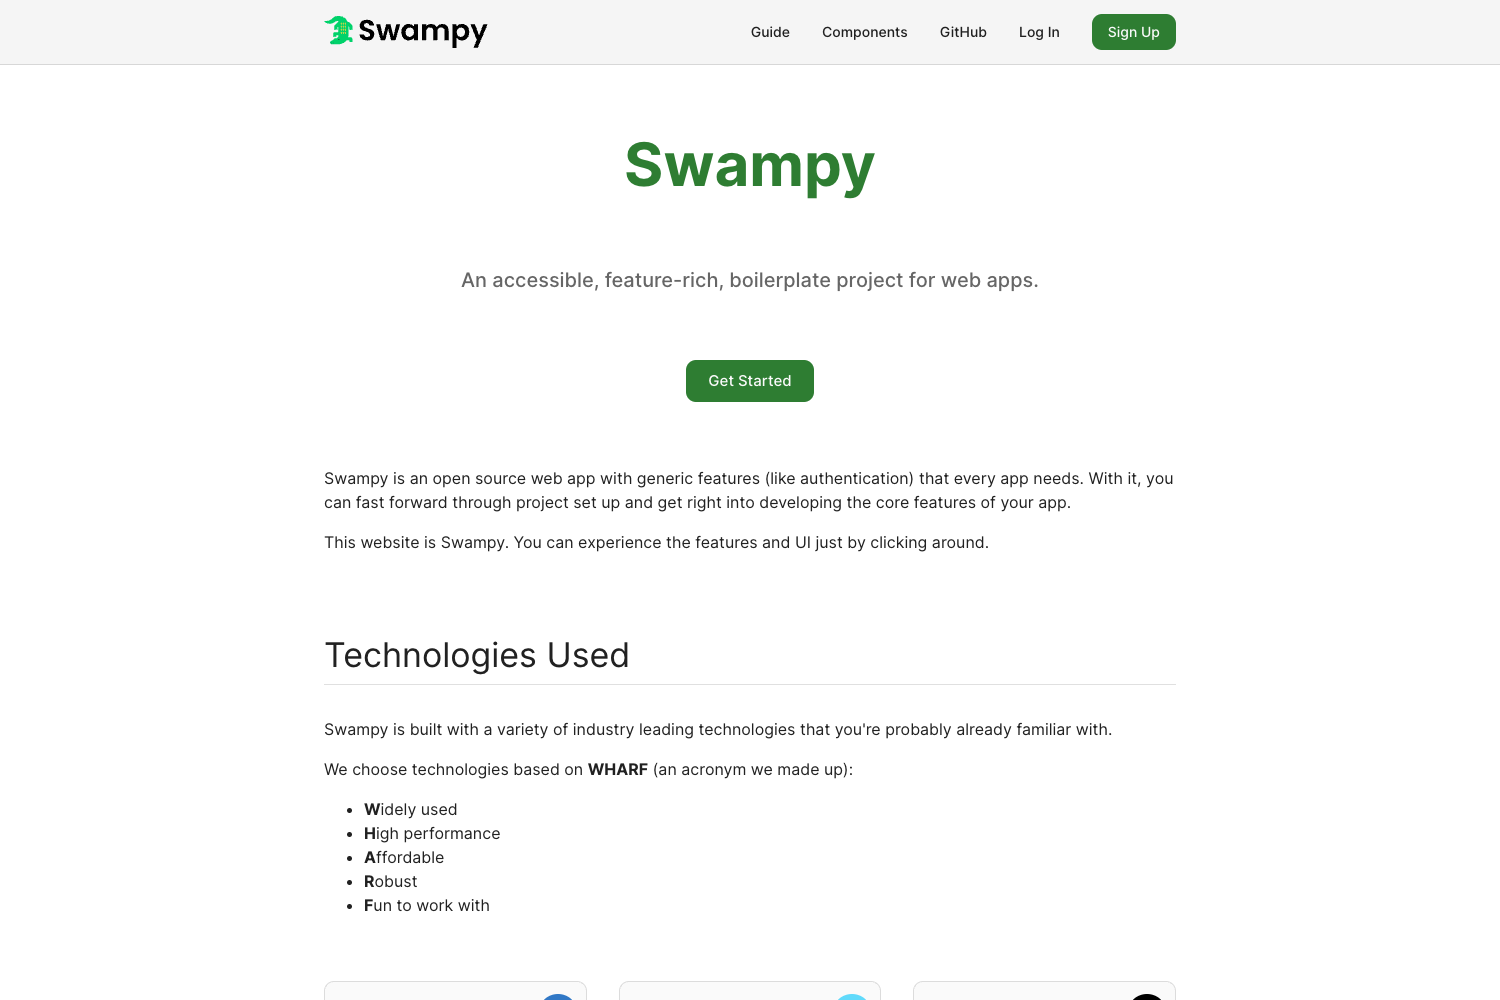 Swampy
Guide
Components
GitHub
Log In
Sign Up
Swampy
An accessible, feature-rich, boilerplate project for web apps.
Get Started
Swampy is an open source web app with generic features (like authentication) that every app needs. With it, you
can fast forward through project set up and get right into developing the core features of your app.
This website is Swampy. You can experience the features and UI just by clicking around.
Technologies Used
Swampy is built with a variety of industry leading technologies that you're probably already familiar with.
We choose technologies based on WHARF (an acronym we made up):
Widely used
High performance
Affordable
Robust
Fun to work with